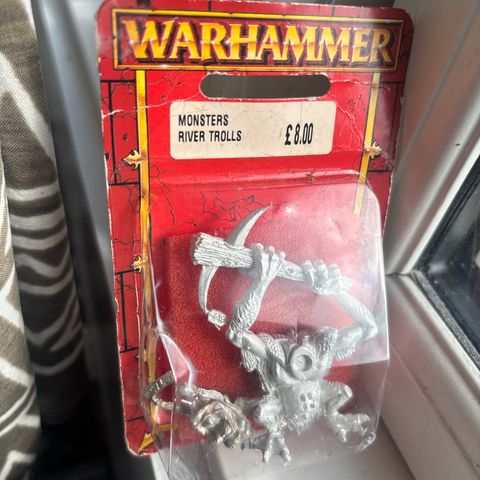 WARHAMMER
MONSTERS
RIVER TROLLS
£8.00